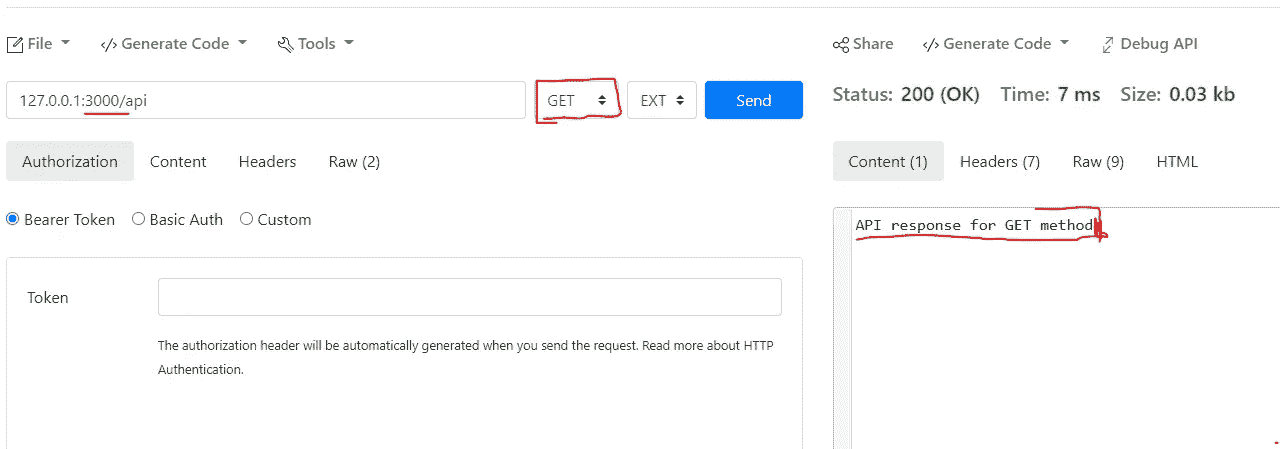 File Generate Code Tools
Share Generate Code Debug API
127.0.0.1:3000/api GET EXT Send
Status: 200 (OK) Time: 7 ms Size: 0.03 kb
Authorization Content Headers Raw (2)
Content (1) Headers (7) Raw (9) HTML
Bearer Token Basic Auth Custom
API response for GET method
Token
The authorization header will be automatically generated when you send the request. Read more about HTTP
Authentication.